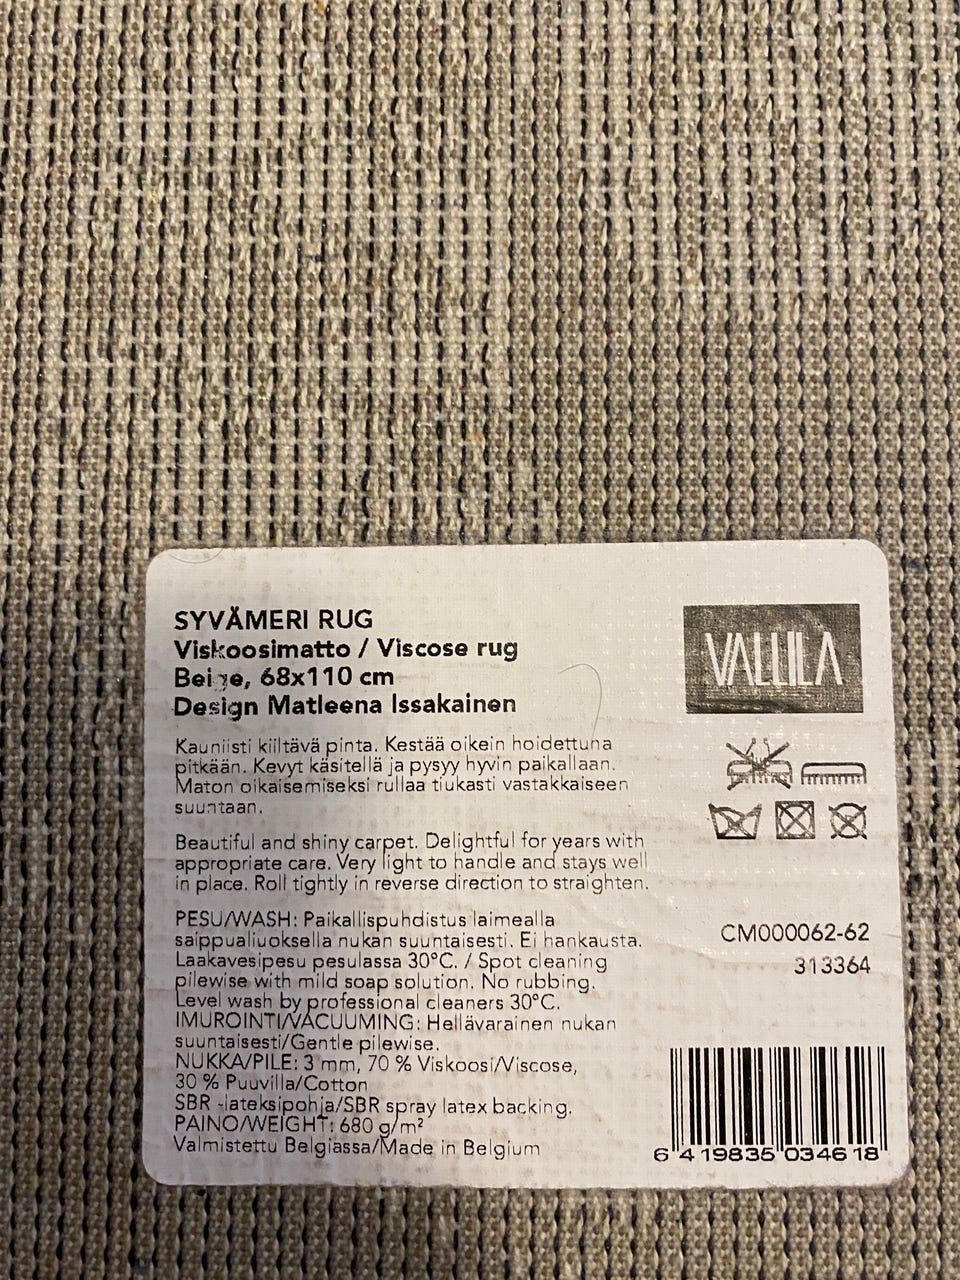 SYVÄMERI RUG
Viskoosimatto / Viscose rug
Beige, 68x110 cm
Design Matleena Issakainen
VALLILA
Kauniisti kiiltävä pinta. Kestää oikein hoidettuna
pitkään. Kevyt käsitellä ja pysyy hyvin paikallaan.
Maton oikaisemiseksi rullaa tiukasti vastakkaiseen
suuntaan.
Beautiful and shiny carpet. Delightful for years with
appropriate care. Very light to handle and stays well
in place. Roll tightly in reverse direction to straighten.
PESU/WASH: Paikallispuhdistus laimealla
saippualiuoksella nukan suuntaisesti. Ei hankausta.
Laakavesipesu pesulassa 30°C. / Spot cleaning
pilewise with mild soap solution. No rubbing.
Level wash by professional cleaners 30°C.
IMUROINTI/VACUUMING: Hellävarainen nukan
suuntaisesti/Gentle pilewise.
NUKKA/PILE: 3 mm, 70 % Viskoosi/Viscose,
30 % Puuvilla/Cotton
SBR -lateksipohja/SBR spray latex backing.
PAINO/WEIGHT: 680 g/m²
Valmistettu Belgiassa/Made in Belgium
CM000062-62
313364
6 419835 034618